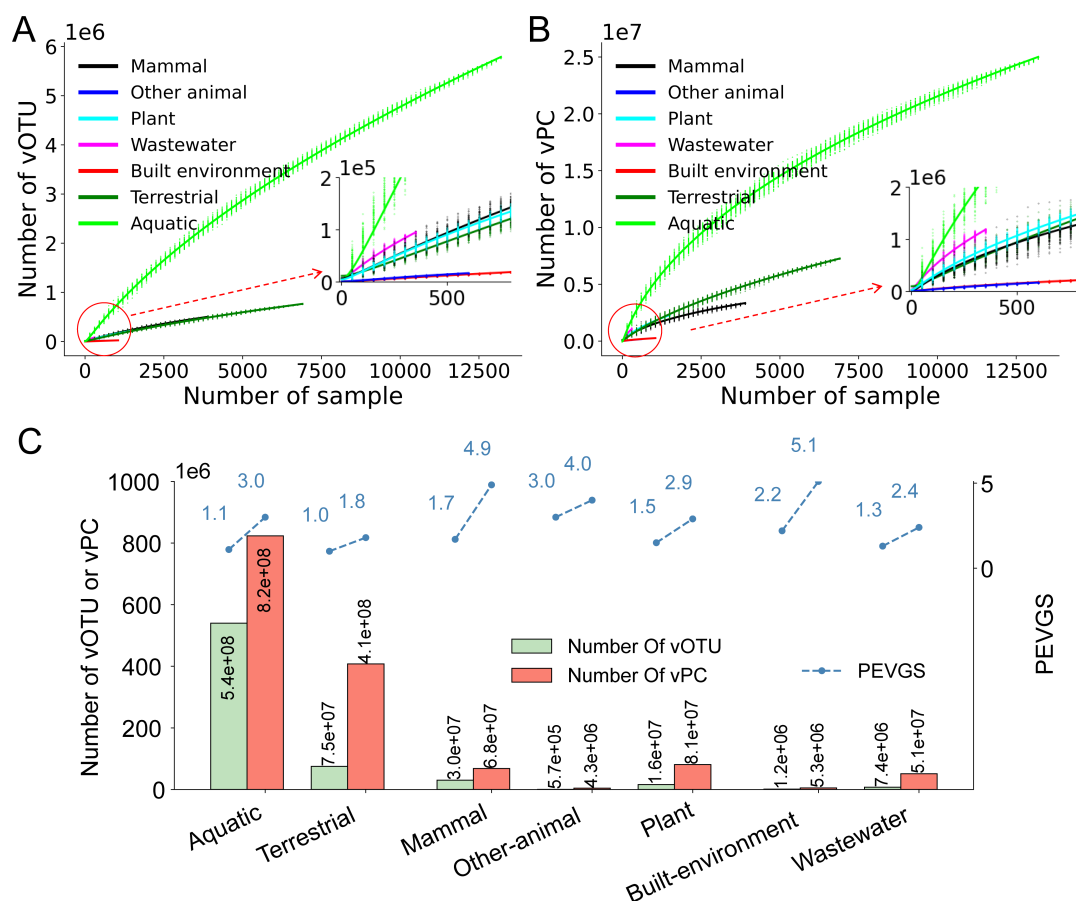 A
1e6
Number of vOTU
6
5
4
3
2
1
0
Mammal
Other animal
Plant
Wastewater
Built environment
Terrestrial
Aquatic
1e5
2
1
0
0
500
0
2500
5000
7500
10000
12500
Number of sample
B
1e7
Number of vPC
2.5
2.0
1.5
1.0
0.5
0.0
Mammal
Other animal
Plant
Wastewater
Built environment
Terrestrial
Aquatic
1e6
2
1
0
0
500
0
2500
5000
7500
10000
12500
Number of sample
C
1e6
Number of vOTU or vPC
1000
800
600
400
200
0
1.1
3.0
1.0
1.8
1.7
4.9
3.0
4.0
1.5
2.9
2.2
5.1
1.3
2.4
5
0
PEVGS
Number Of vOTU
Number Of vPC
PEVGS
5.4e+08
8.2e+08
7.5e+07
4.1e+08
3.0e+07
6.8e+07
5.7e+05
4.3e+06
1.6e+07
8.1e+07
1.2e+06
5.3e+06
7.4e+06
5.1e+07
Aquatic
Terrestrial
Mammal
Other-animal
Plant
Built-environment
Wastewater